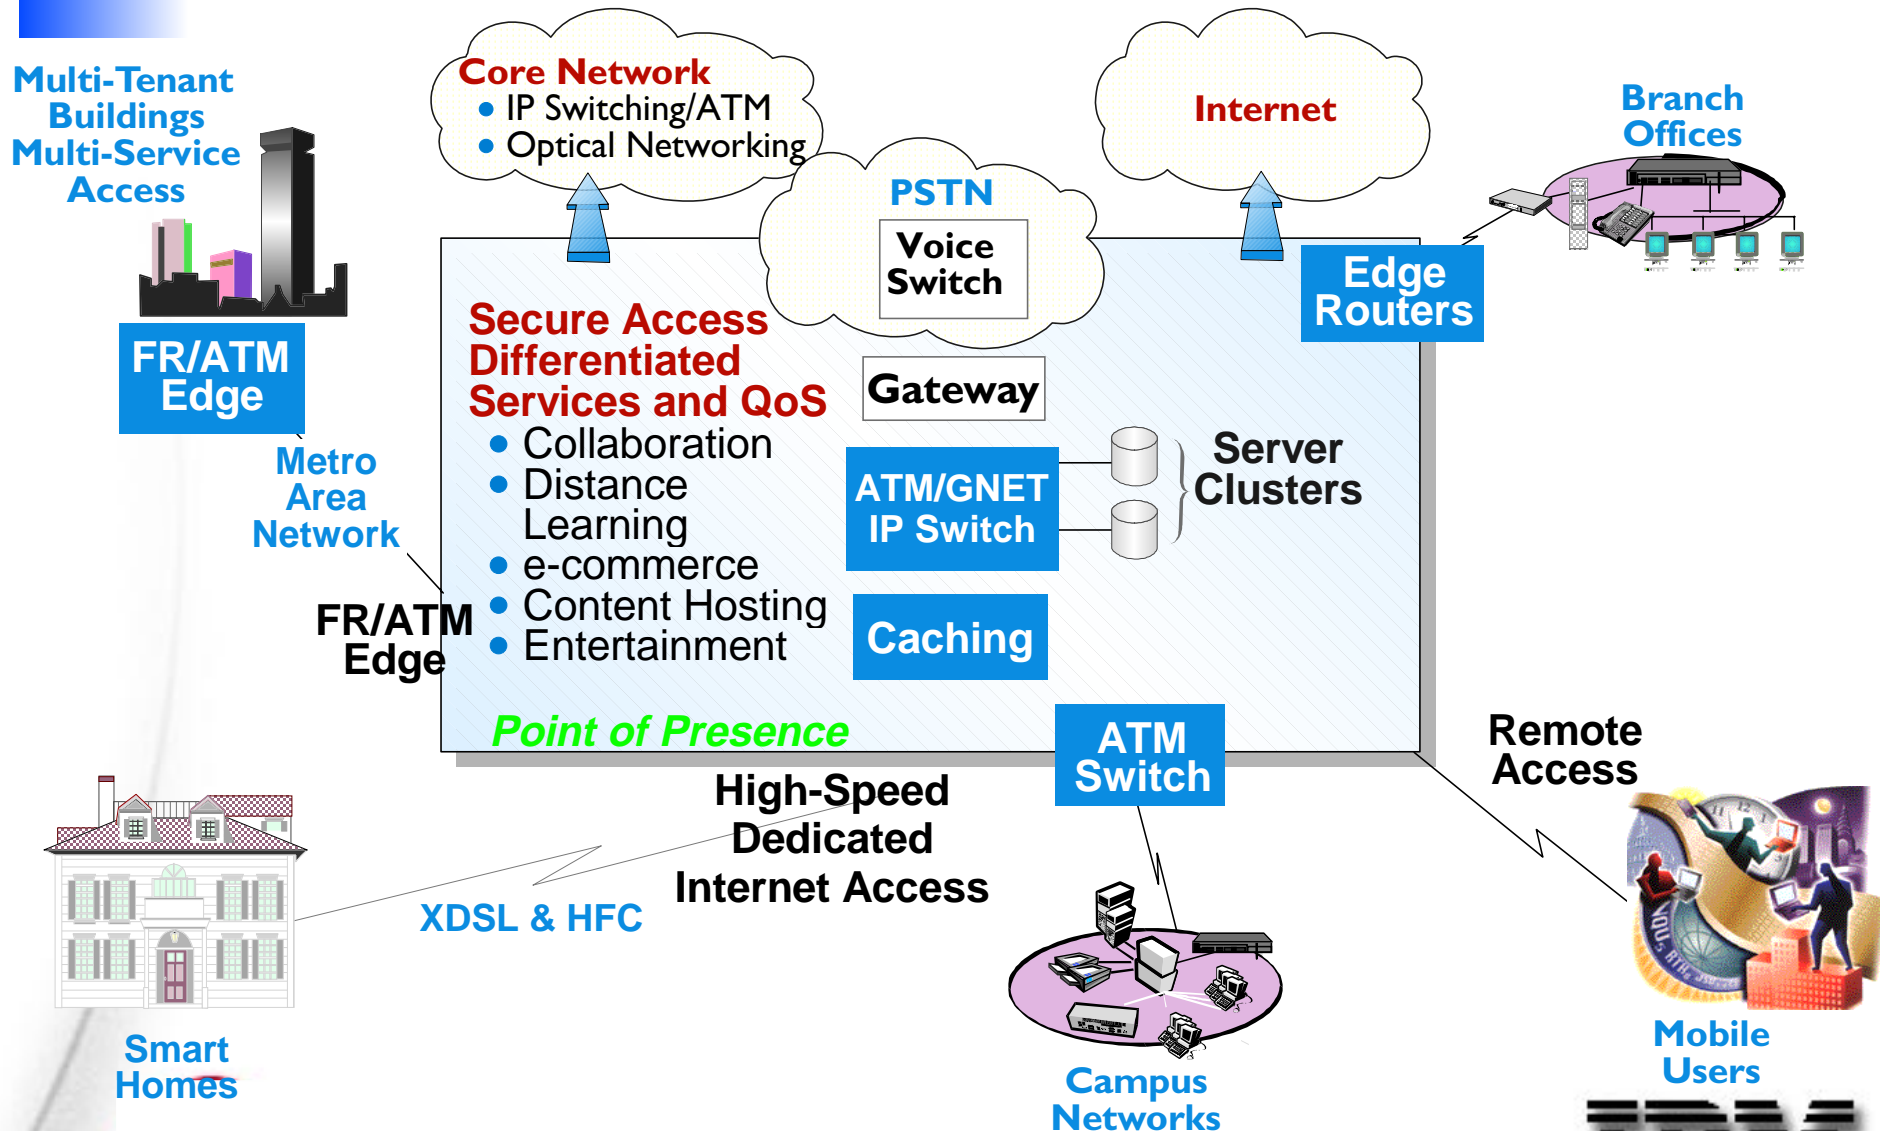 Multi-Tenant
Buildings
Multi-Service
Access
Core Network
IP Switching/ATM
Optical Networking
Internet
Branch
Offices
PSTN
Voice
Switch
Edge
Routers
FR/ATM
Edge
Secure Access
Differentiated
Services and QoS
Collaboration
Distance
Learning
e-commerce
Content Hosting
Entertainment
Gateway
ATM/GNET
IP Switch
Server
Clusters
Caching
Metro
Area
Network
FR/ATM
Edge
Point of Presence
ATM
Switch
High-Speed
Dedicated
Internet Access
Remote
Access
XDSL & HFC
Smart
Homes
Campus
Networks
Mobile
Users